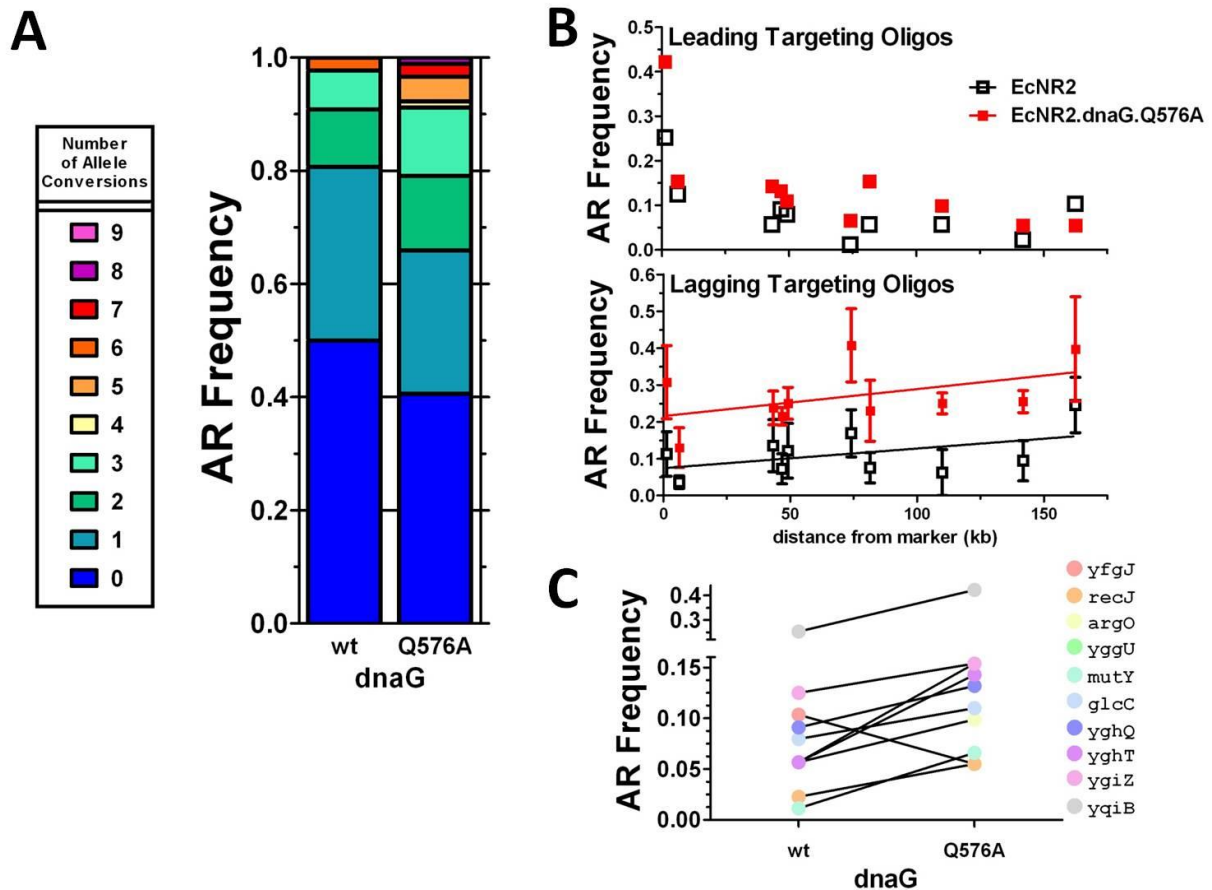 A
Number
of Allele
Conversions
9
8
7
6
5
4
3
2
1
0
AR Frequency
1.0
0.8
0.6
0.4
0.2
0.0
wt
Q576A
dnaG
B
Leading Targeting Oligos
EcNR2
EcNR2.dnaG.Q576A
AR Frequency
0.5
0.4
0.3
0.2
0.1
0.0
Lagging Targeting Oligos
AR Frequency
0.6
0.5
0.4
0.3
0.2
0.1
0.0
0
50
100
150
distance from marker (kb)
C
AR Frequency
0.4
0.3
0.15
0.10
0.05
0.00
wt
Q576A
dnaG
yfgJ
recJ
argO
yggU
mutY
glcC
yghQ
yghT
ygiZ
yqiB